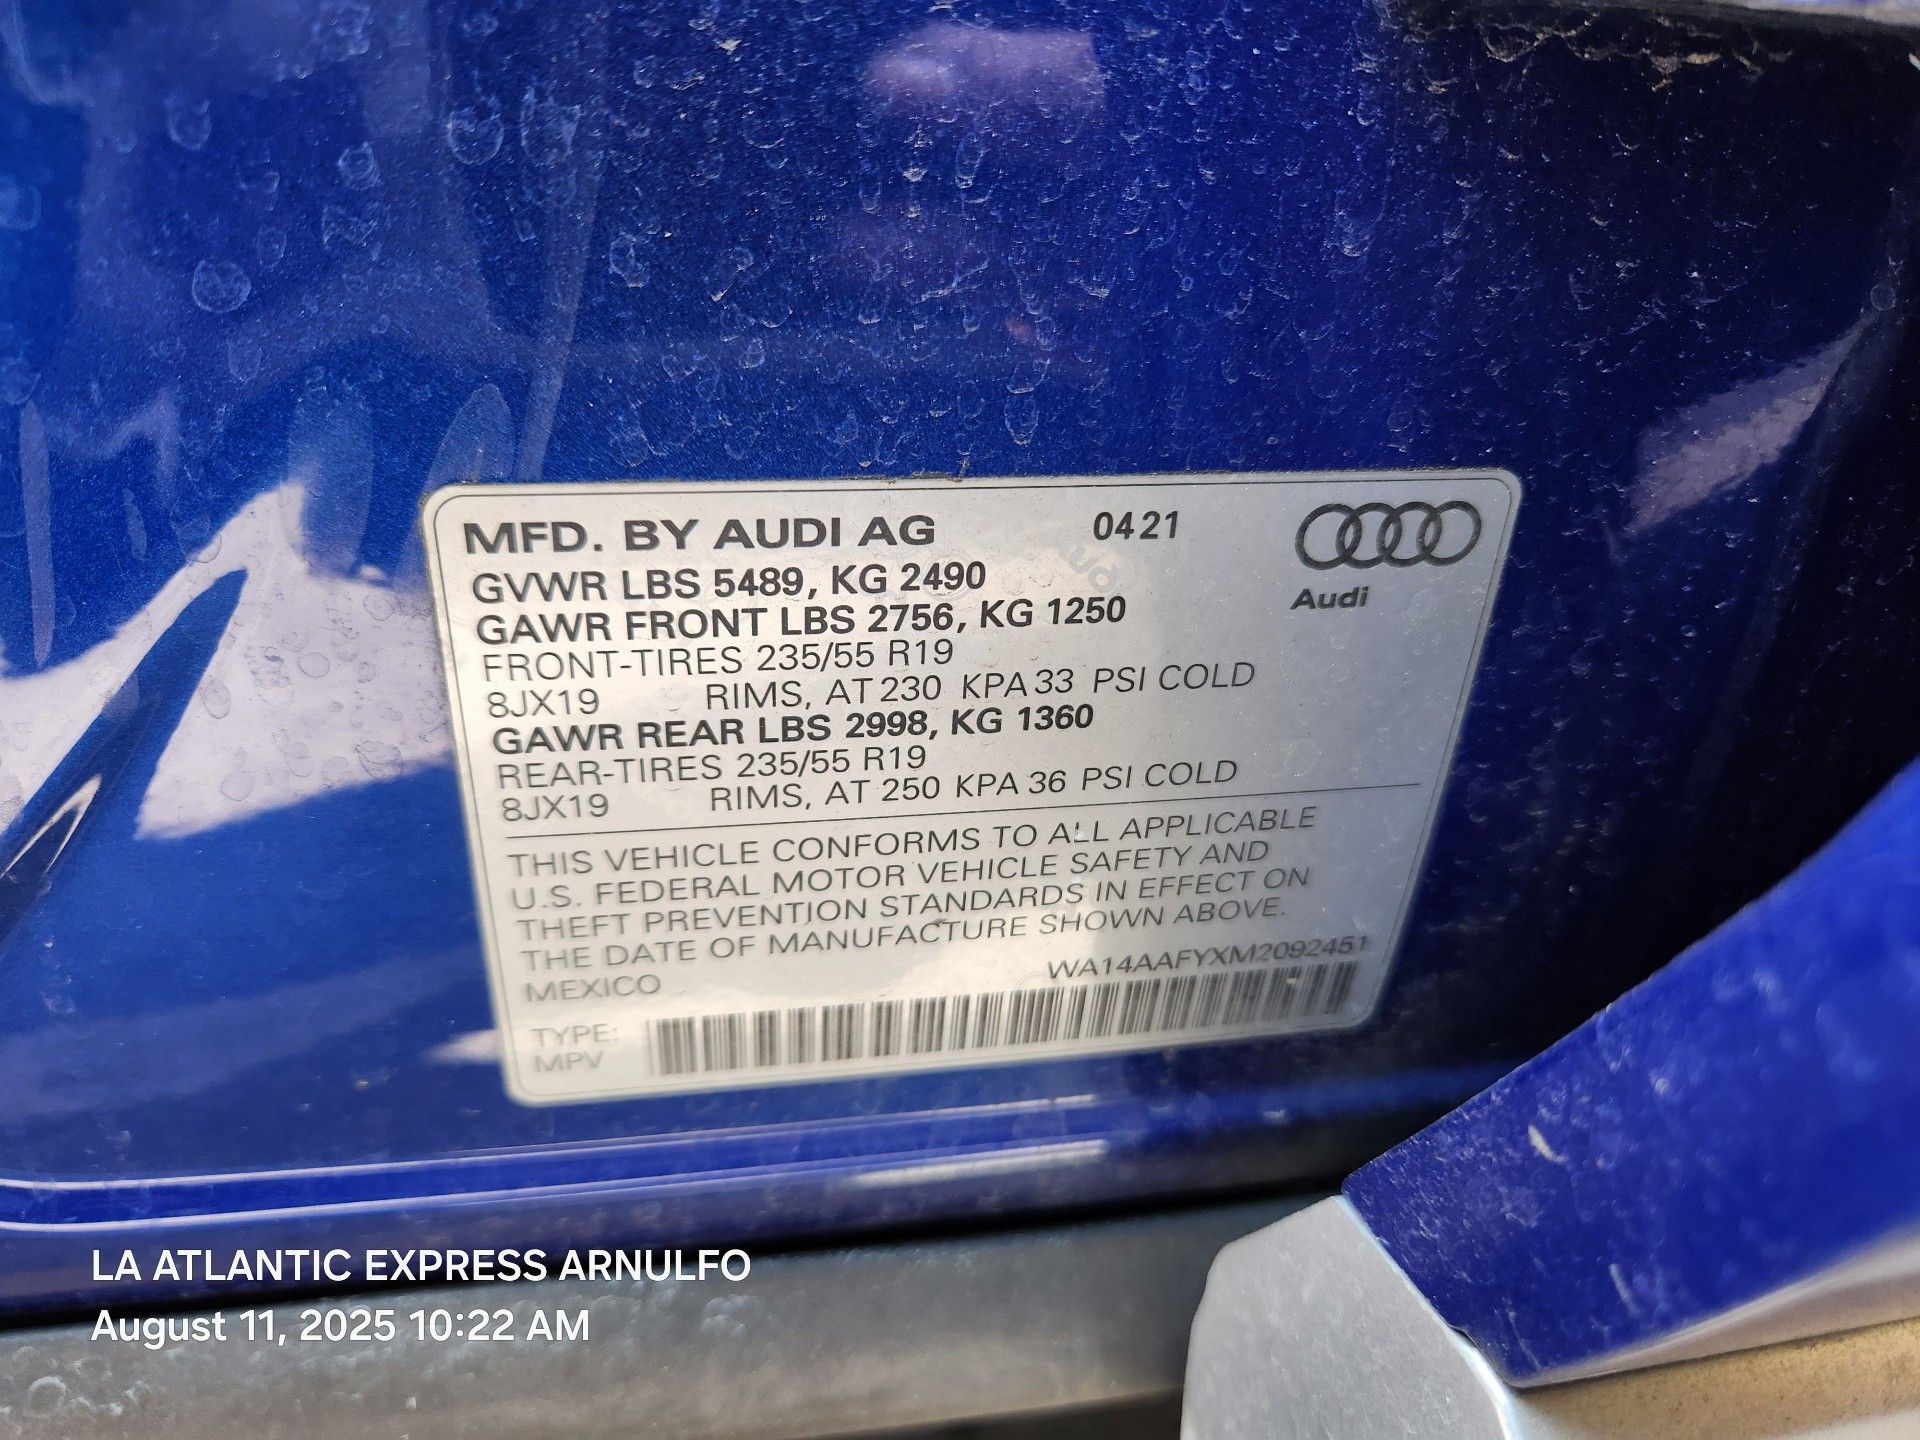 MFD. BY AUDI AG 0421
GVWR LBS 5489, KG 2490
GAWR FRONT LBS 2756, KG 1250
Audi
FRONT-TIRES 235/55 R19
8JX19 RIMS, AT 230 KPA 33 PSI COLD
GAWR REAR LBS 2998, KG 1360
REAR-TIRES 235/55 R19
8JX19 RIMS, AT 250 KPA 36 PSI COLD
THIS VEHICLE CONFORMS TO ALL APPLICABLE
U.S. FEDERAL MOTOR VEHICLE SAFETY AND
THEFT PREVENTION STANDARDS IN EFFECT ON
THE DATE OF MANUFACTURE SHOWN ABOVE.
MEXICO WA14AAFYXM2092451
TYPE:
MPV
LA ATLANTIC EXPRESS ARNULFO
August 11, 2025 10:22 AM